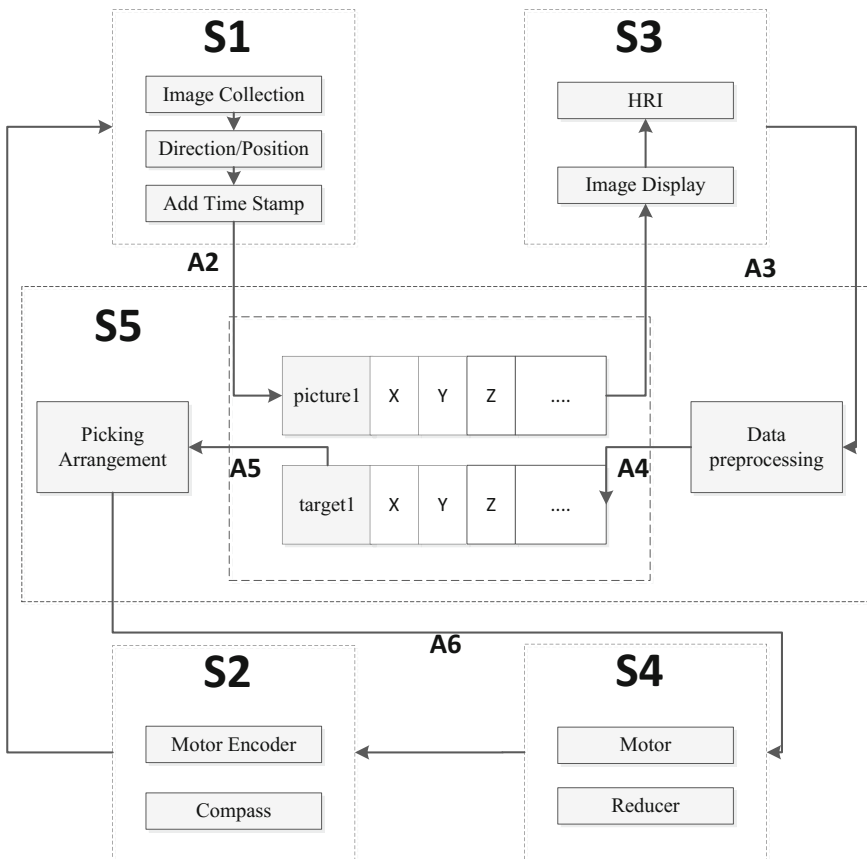 S1
Image Collection
Direction/Position
Add Time Stamp
S3
HRI
Image Display
A2
A3
S5
picture1 X Y Z ....
Picking
Arrangement
A5
target1 X Y Z ....
A4
Data
preprocessing
A6
S2
Motor Encoder
Compass
S4
Motor
Reducer